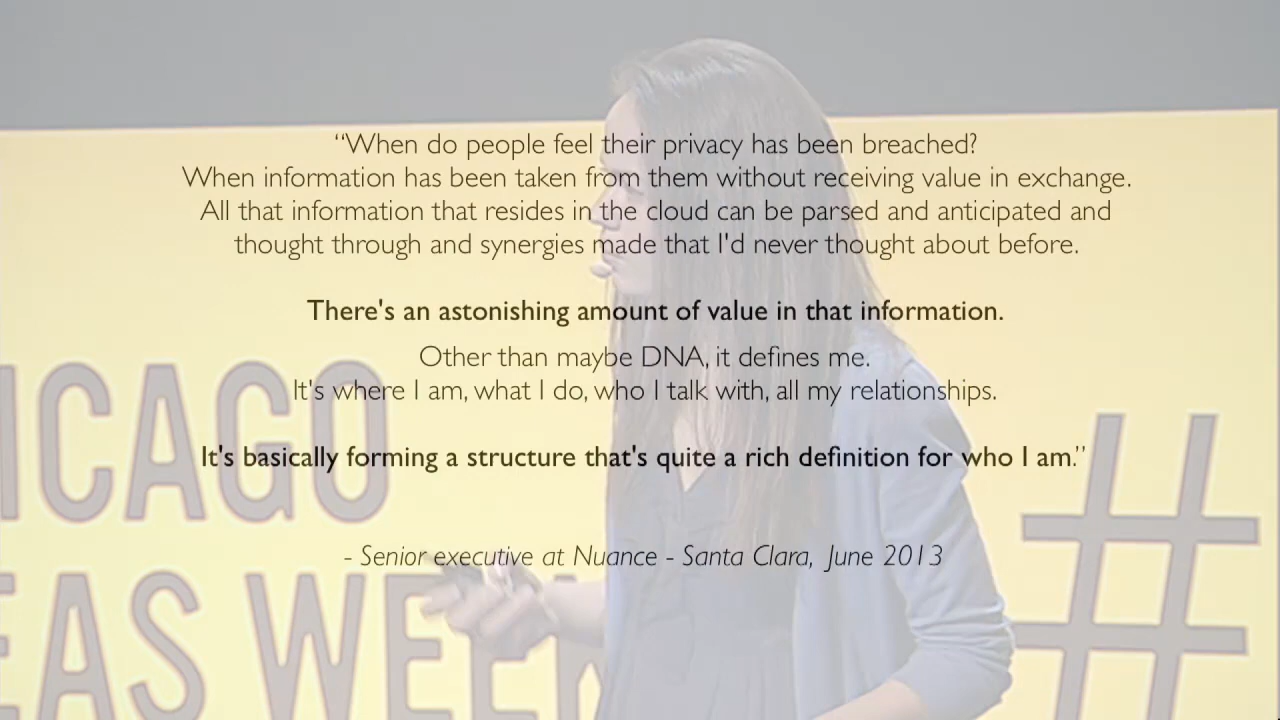 “When do people feel their privacy has been breached?
When information has been taken from them without receiving value in exchange.
All that information that resides in the cloud can be parsed and anticipated and
thought through and synergies made that I'd never thought about before.
There's an astonishing amount of value in that information.
Other than maybe DNA, it defines me.
It's where I am, what I do, who I talk with, all my relationships.
It's basically forming a structure that's quite a rich definition for who I am.”
- Senior executive at Nuance - Santa Clara, June 2013
ICAGO
EAS WEE
#